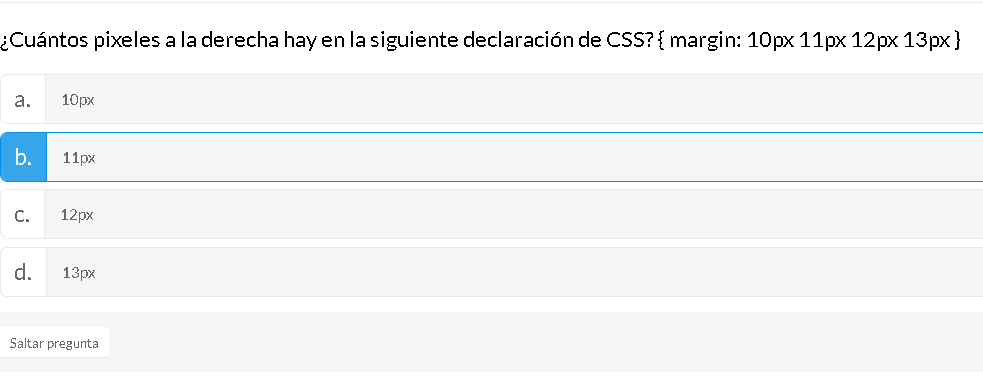 ¿Cuántos pixeles a la derecha hay en la siguiente declaración de CSS? { margin: 10px 11px 12px 13px }
a. 10px
b. 11px
c. 12px
d. 13px
Saltar pregunta